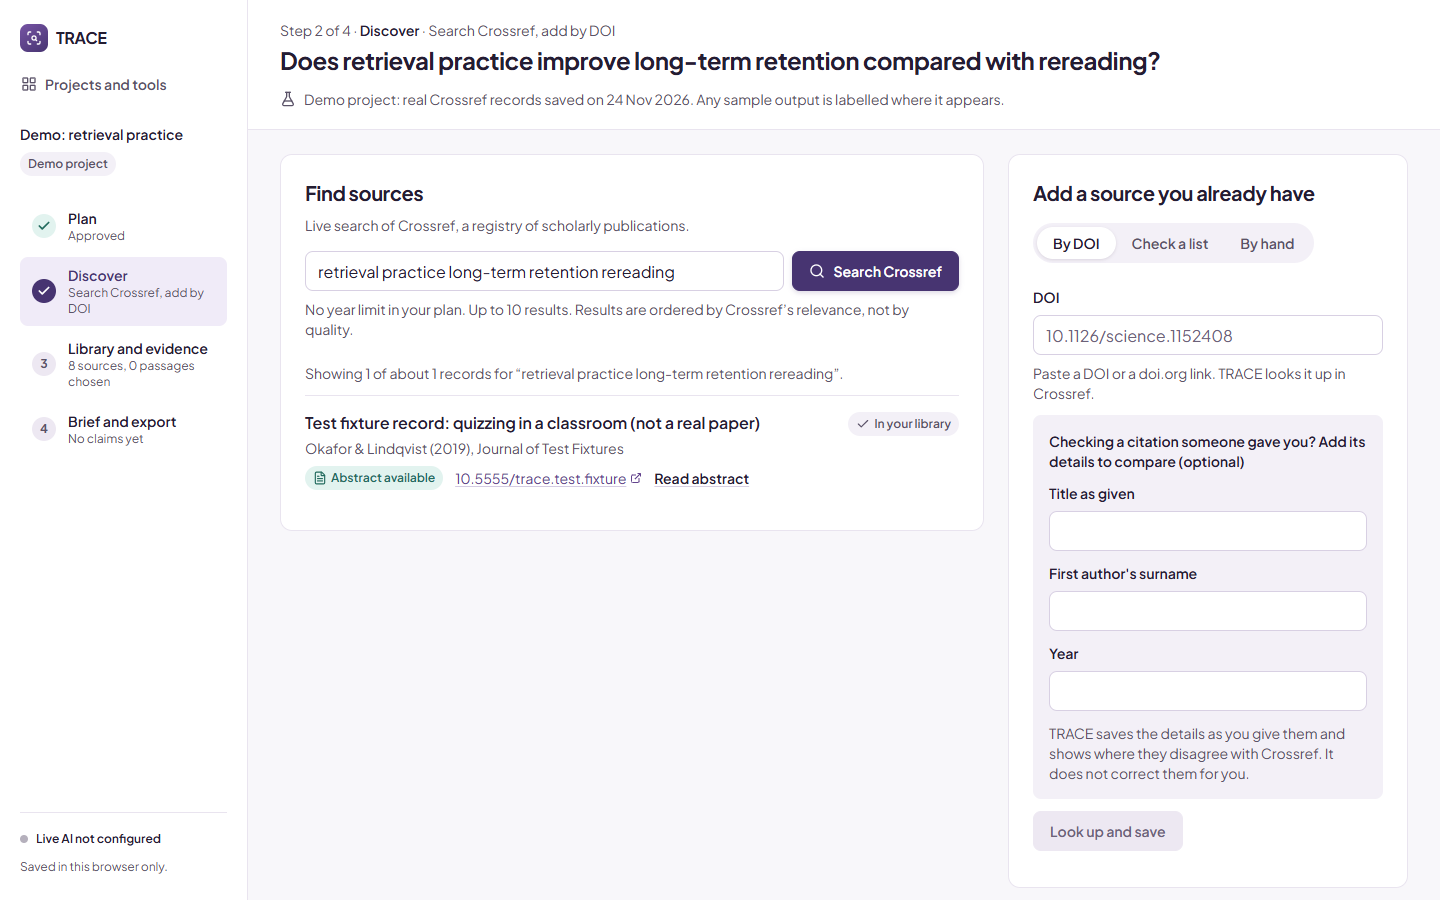 TRACE
Projects and tools
Demo: retrieval practice
Demo project
Plan
Approved
Discover
Search Crossref, add by
DOI
3
Library and evidence
8 sources, 0 passages
chosen
4
Brief and export
No claims yet
Live AI not configured
Saved in this browser only.
Step 2 of 4 · Discover · Search Crossref, add by DOI
Does retrieval practice improve long-term retention compared with rereading?
Demo project: real Crossref records saved on 24 Nov 2026. Any sample output is labelled where it appears.
Find sources
Live search of Crossref, a registry of scholarly publications.
retrieval practice long-term retention rereading
Search Crossref
No year limit in your plan. Up to 10 results. Results are ordered by Crossref’s relevance, not by
quality.
Showing 1 of about 1 records for “retrieval practice long-term retention rereading”.
Test fixture record: quizzing in a classroom (not a real paper)
In your library
Okafor & Lindqvist (2019), Journal of Test Fixtures
Abstract available
10.5555/trace.test.fixture
Read abstract
Add a source you already have
By DOI
Check a list
By hand
DOI
10.1126/science.1152408
Paste a DOI or a doi.org link. TRACE looks it up in
Crossref.
Checking a citation someone gave you? Add its
details to compare (optional)
Title as given
First author's surname
Year
TRACE saves the details as you give them and
shows where they disagree with Crossref. It
does not correct them for you.
Look up and save